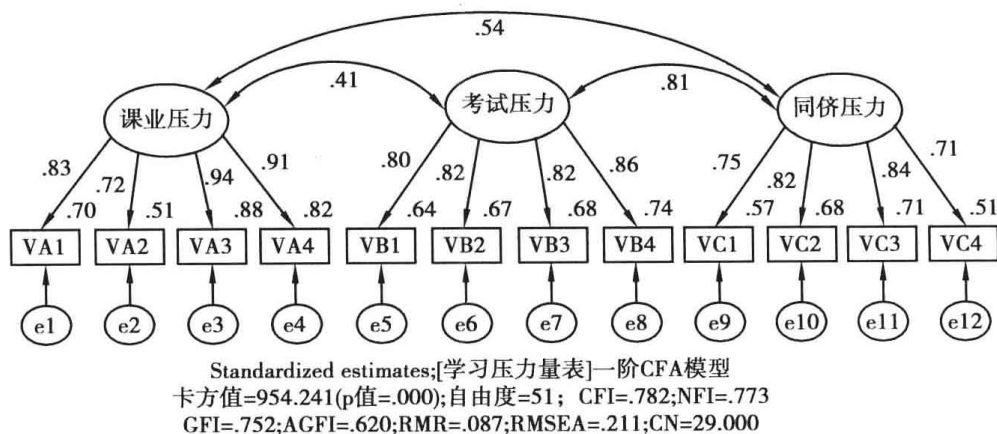 .54
.41
.81
课业压力
考试压力
同侪压力
.83 .72 .94 .91 .80 .82 .82 .86 .75 .82 .84 .71
.70 .51 .88 .82 .64 .67 .68 .74 .57 .68 .71 .51
VA1 VA2 VA3 VA4 VB1 VB2 VB3 VB4 VC1 VC2 VC3 VC4
e1 e2 e3 e4 e5 e6 e7 e8 e9 e10 e11 e12
Standardized estimates;[学习压力量表]一阶CFA模型
卡方值=954.241(p值=.000);自由度=51; CFI=.782;NFI=.773
GFI=.752;AGFI=.620;RMR=.087;RMSEA=.211;CN=29.000